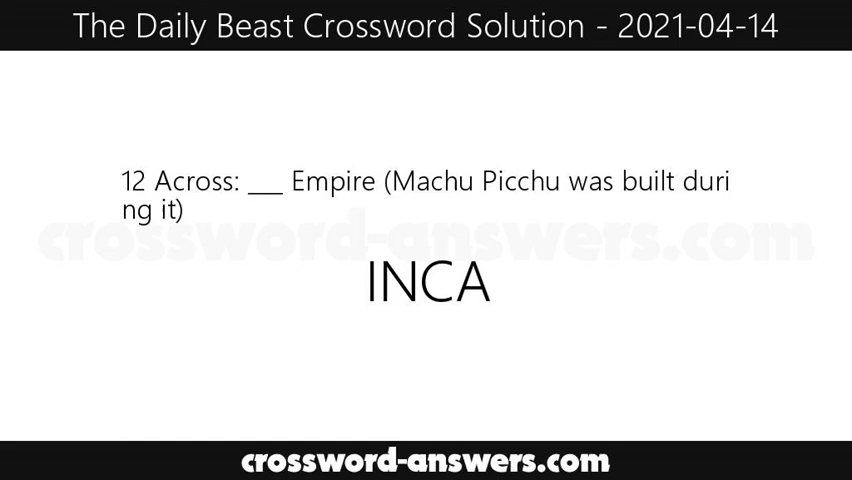 The Daily Beast Crossword Solution - 2021-04-14
12 Across: ___ Empire (Machu Picchu was built duri
ng it)
crossword-answers.com
INCA
crossword-answers.com